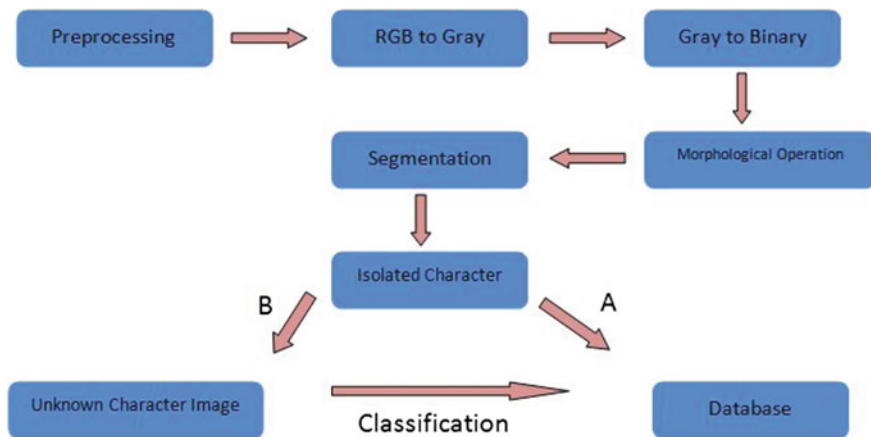 Preprocessing
RGB to Gray
Gray to Binary
Morphological Operation
Segmentation
Isolated Character
B
A
Unknown Character Image
Classification
Database